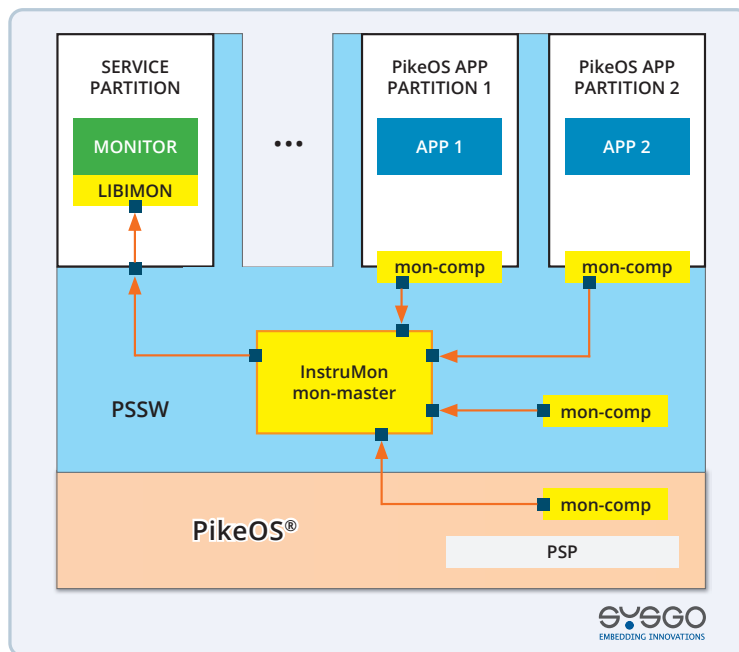 SERVICE
PARTITION
MONITOR
LIBIMON
...
PikeOS APP
PARTITION 1
APP 1
mon-comp
PikeOS APP
PARTITION 2
APP 2
mon-comp
InstruMon
mon-master
PSSW
mon-comp
mon-comp
PikeOS®
PSP
SYSGO
EMBEDDING INNOVATIONS